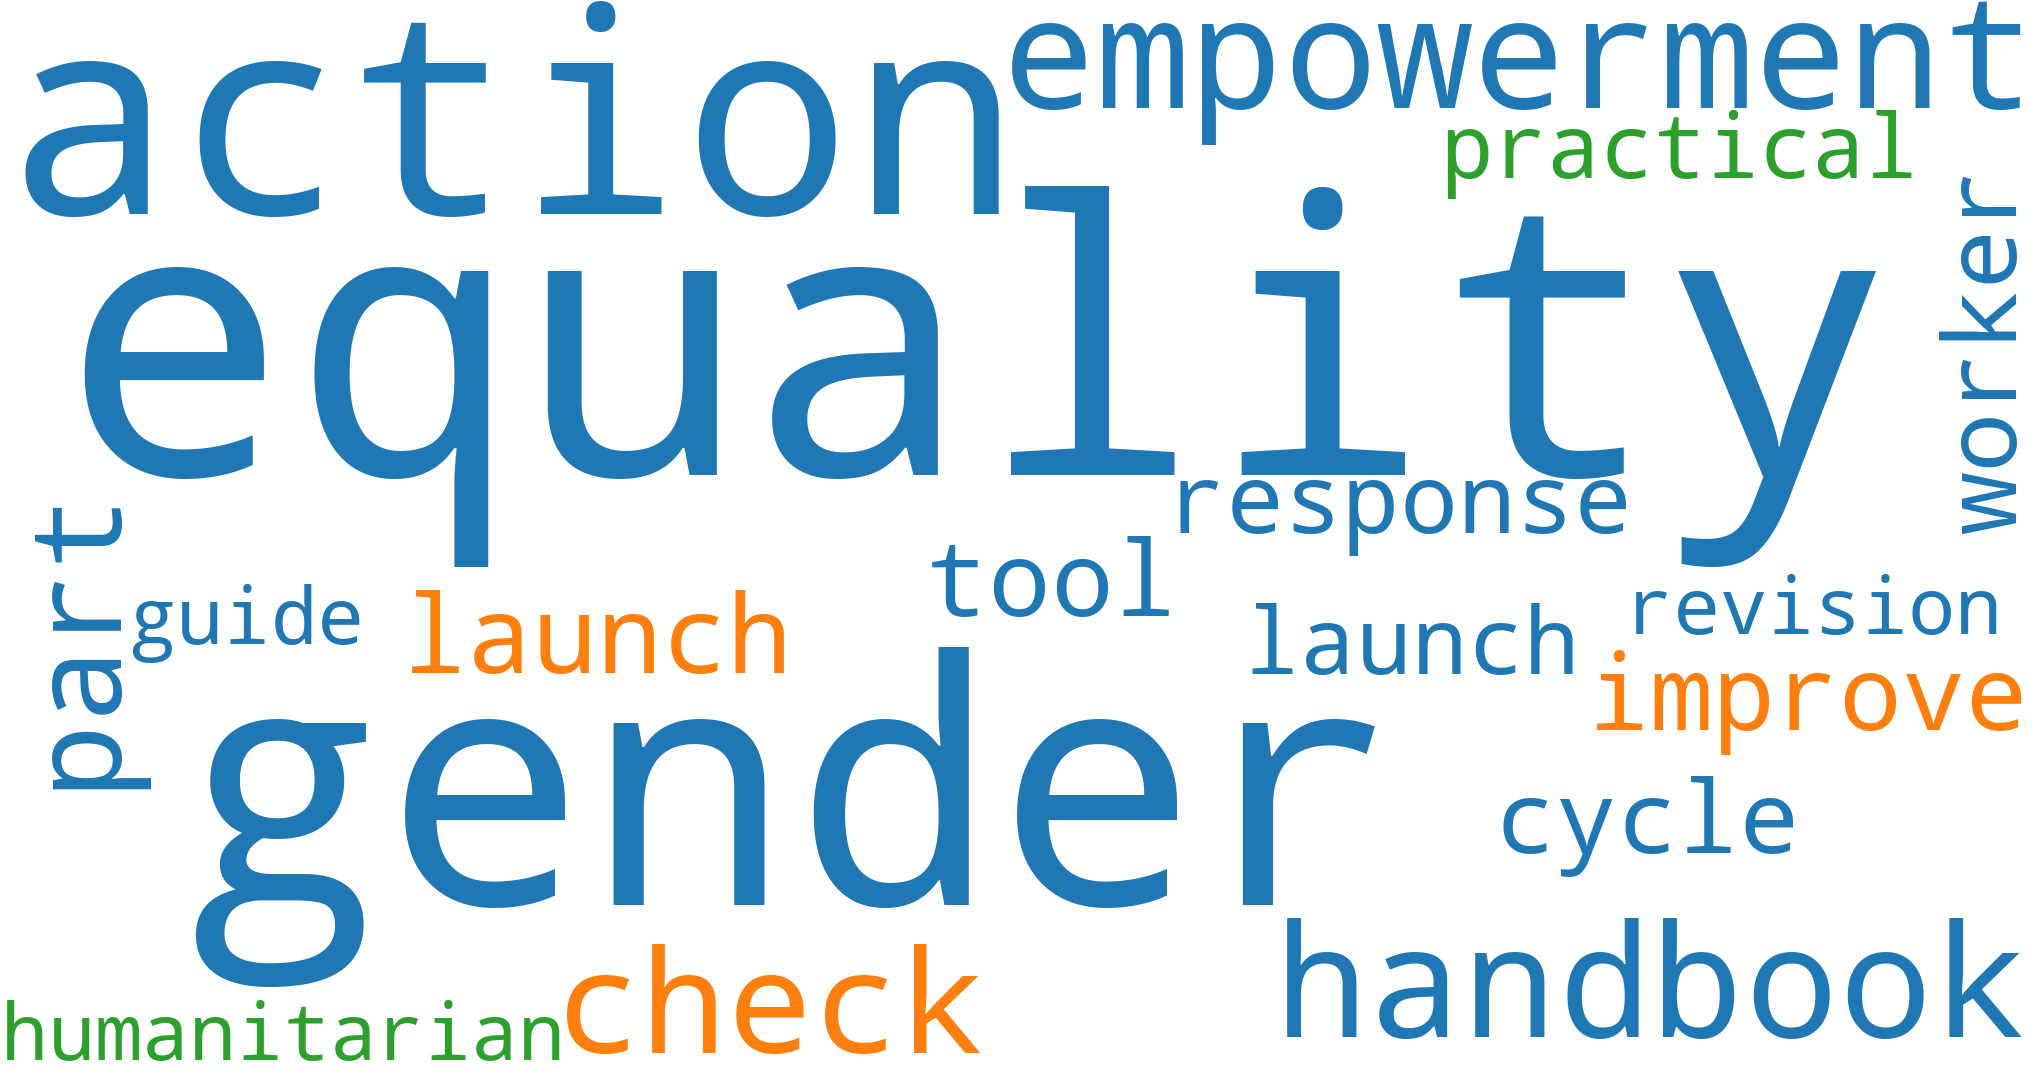 action
empowerment
practical
equality
worker
response
tool
part
guide
launch
launch
revision
improve
gender
cycle
handbook
check
humanitarian